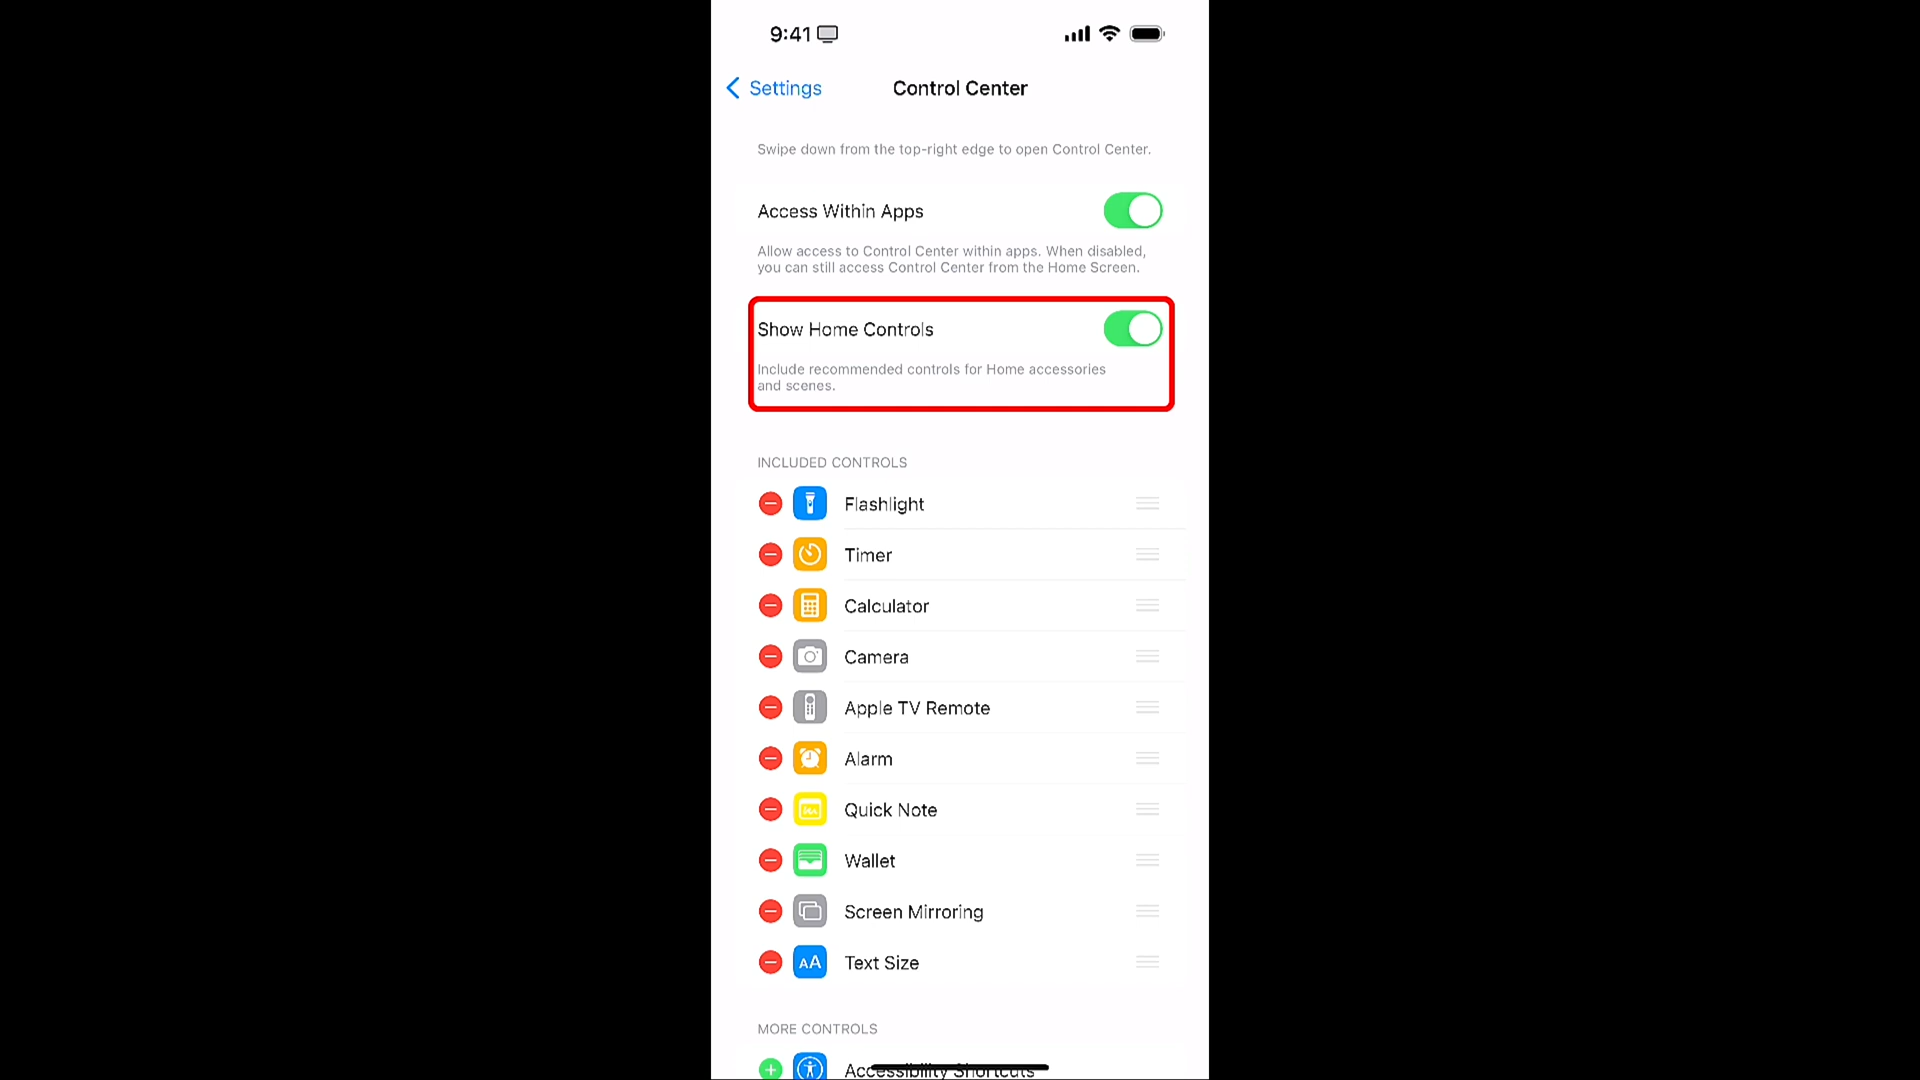 9:41
Settings
Control Center
Swipe down from the top-right edge to open Control Center.
Access Within Apps
Allow access to Control Center within apps. When disabled,
you can still access Control Center from the Home Screen.
Show Home Controls
Include recommended controls for Home accessories
and scenes.
INCLUDED CONTROLS
Flashlight
Timer
Calculator
Camera
Apple TV Remote
Alarm
Quick Note
Wallet
Screen Mirroring
AA Text Size
MORE CONTROLS
Accessibility Shortcuts